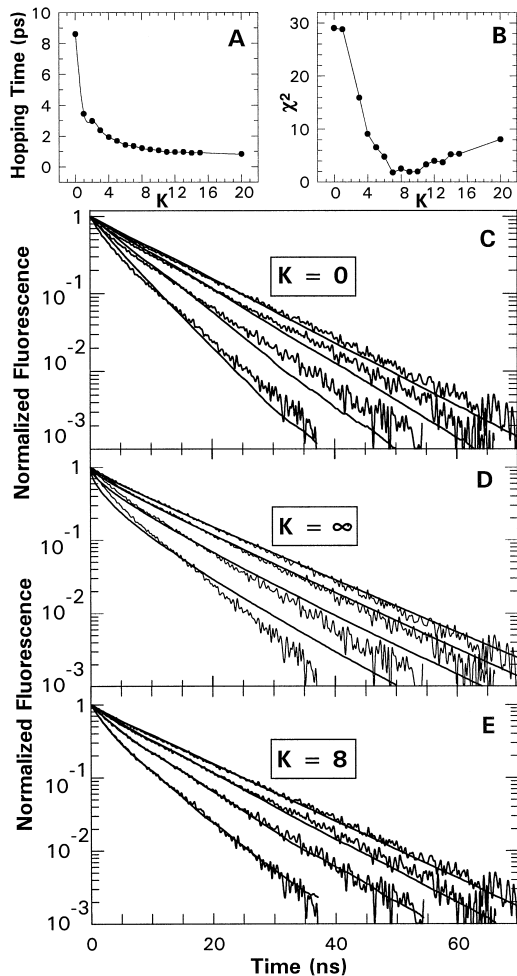 A
Hopping Time (ps)
10
8
6
4
2
0
0 4 8 12 16 20
K
B
χ²
30
20
10
0
0 4 8 12 16 20
K
C
K = 0
Normalized Fluorescence
1
10⁻¹
10⁻²
10⁻³
D
K = ∞
Normalized Fluorescence
1
10⁻¹
10⁻²
10⁻³
E
K = 8
Normalized Fluorescence
1
10⁻¹
10⁻²
10⁻³
0 20 40 60
Time (ns)